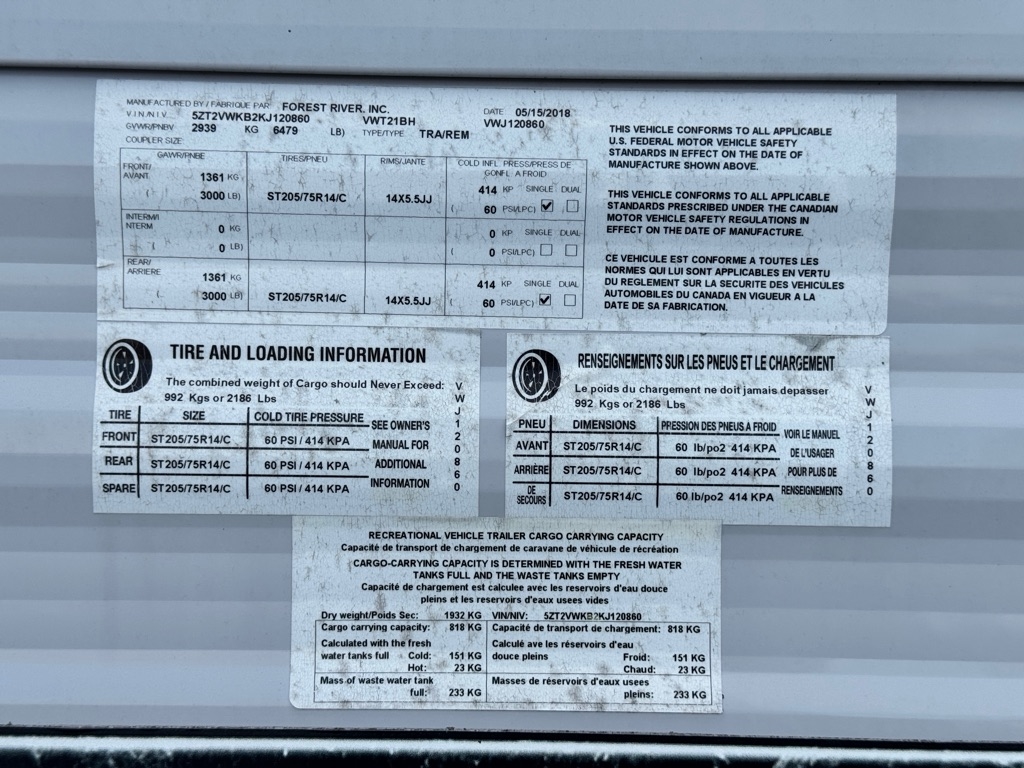 MANUFACTURED BY / FABRIQUE PAR FOREST RIVER, INC. DATE 05/15/2018
V.I.N/N.I.V. 5ZT2VWKB2KJ120860 VWT21BH VWJ120860
GVWR/PNBV 2939 KG 6479 LB) TYPE/TYPE TRA/REM
COUPLER SIZE
GAWR/PNBE TIRES/PNEU RIMS/JANTE COLD INFL. PRESS/PRESS DE GONFL. A FROID
FRONT/ AVANT 1361 KG 414 KP SINGLE DUAL
( 3000 LB) ST205/75R14/C 14X5.5JJ ( 60 PSI/LPC)
INTERM/I NTERM 0 KG 0 KP SINGLE DUAL
( 0 LB) ( 0 PSI/LPC)
REAR/ ARRIERE 1361 KG 414 KP SINGLE DUAL
( 3000 LB) ST205/75R14/C 14X5.5JJ ( 60 PSI/LPC)
THIS VEHICLE CONFORMS TO ALL APPLICABLE
U.S. FEDERAL MOTOR VEHICLE SAFETY
STANDARDS IN EFFECT ON THE DATE OF
MANUFACTURE SHOWN ABOVE.
THIS VEHICLE CONFORMS TO ALL APPLICABLE
STANDARDS PRESCRIBED UNDER THE CANADIAN
MOTOR VEHICLE SAFETY REGULATIONS IN
EFFECT ON THE DATE OF MANUFACTURE.
CE VEHICULE EST CONFORME A TOUTES LES
NORMES QUI LUI SONT APPLICABLES EN VERTU
DU REGLEMENT SUR LA SECURITE DES VEHICULES
AUTOMOBILES DU CANADA EN VIGUEUR A LA
DATE DE SA FABRICATION.
TIRE AND LOADING INFORMATION
The combined weight of Cargo should Never Exceed:
992 Kgs or 2186 Lbs
TIRE SIZE COLD TIRE PRESSURE
FRONT ST205/75R14/C 60 PSI / 414 KPA
REAR ST205/75R14/C 60 PSI / 414 KPA
SPARE ST205/75R14/C 60 PSI / 414 KPA
SEE OWNER'S
MANUAL FOR
ADDITIONAL
INFORMATION
VWJ120860
RENSEIGNEMENTS SUR LES PNEUS ET LE CHARGEMENT
Le poids du chargement ne doit jamais depasser
992 Kgs or 2186 Lbs
PNEU DIMENSIONS PRESSION DES PNEUS A FROID
AVANT ST205/75R14/C 60 lb/po2 414 KPA
ARRIÈRE ST205/75R14/C 60 lb/po2 414 KPA
DE SECOURS ST205/75R14/C 60 lb/po2 414 KPA
VOIR LE MANUEL
DE L'USAGER
POUR PLUS DE
RENSEIGNEMENTS
VWJ120860
RECREATIONAL VEHICLE TRAILER CARGO CARRYING CAPACITY
Capacité de transport de chargement de caravane de véhicule de récréation
CARGO-CARRYING CAPACITY IS DETERMINED WITH THE FRESH WATER
TANKS FULL AND THE WASTE TANKS EMPTY
Capacité de chargement est calculee avec les reservoirs d'eau douce
pleins et les reservoirs d'eaux usees vides
Dry weight/Poids Sec: 1932 KG VIN/NIV: 5ZT2VWKB2KJ120860
Cargo carrying capacity: 818 KG Capacité de transport de chargement: 818 KG
Calculated with the fresh Calculé ave les réservoirs d'eau
water tanks full Cold: 151 KG douce pleins Froid: 151 KG
Hot: 23 KG Chaud: 23 KG
Mass of waste water tank Masses de réservoirs d'eaux usees
full: 233 KG pleins: 233 KG